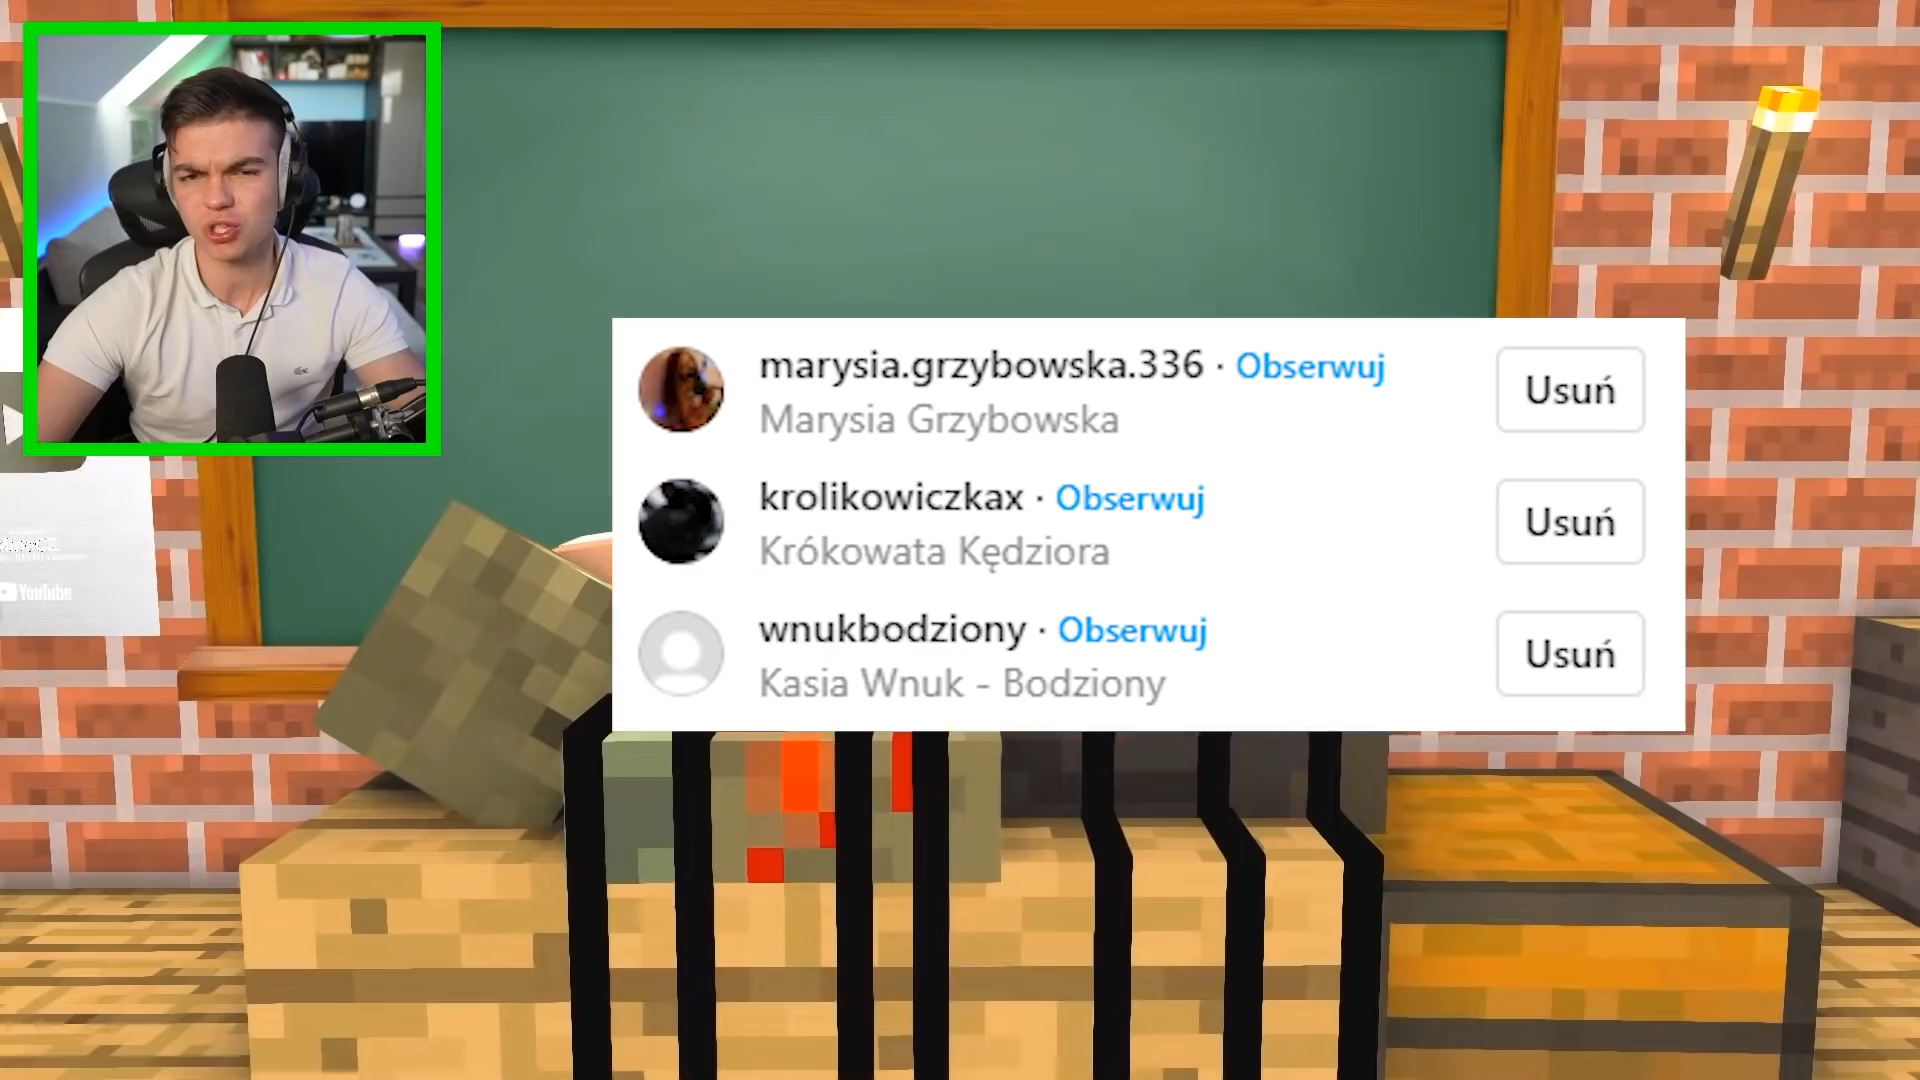 marysia.grzybowska.336 · Obserwuj
Marysia Grzybowska
Usuń
krolikowiczkax · Obserwuj
Krókowata Kędziora
Usuń
wnukbodziony · Obserwuj
Kasia Wnuk - Bodziony
Usuń
YouTube